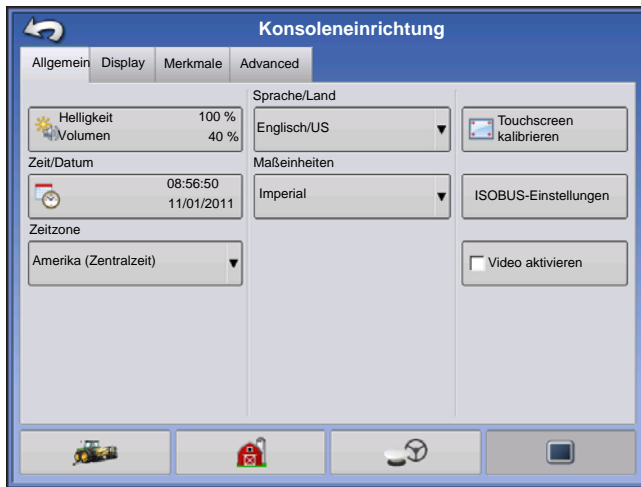 Konsoleneinrichtung
Allgemein Display Merkmale Advanced
Helligkeit 100 %
Volumen 40 %
Zeit/Datum
08:56:50
11/01/2011
Zeitzone
Amerika (Zentralzeit)
Sprache/Land
Englisch/US
Maßeinheiten
Imperial
Touchscreen
kalibrieren
ISOBUS-Einstellungen
Video aktivieren